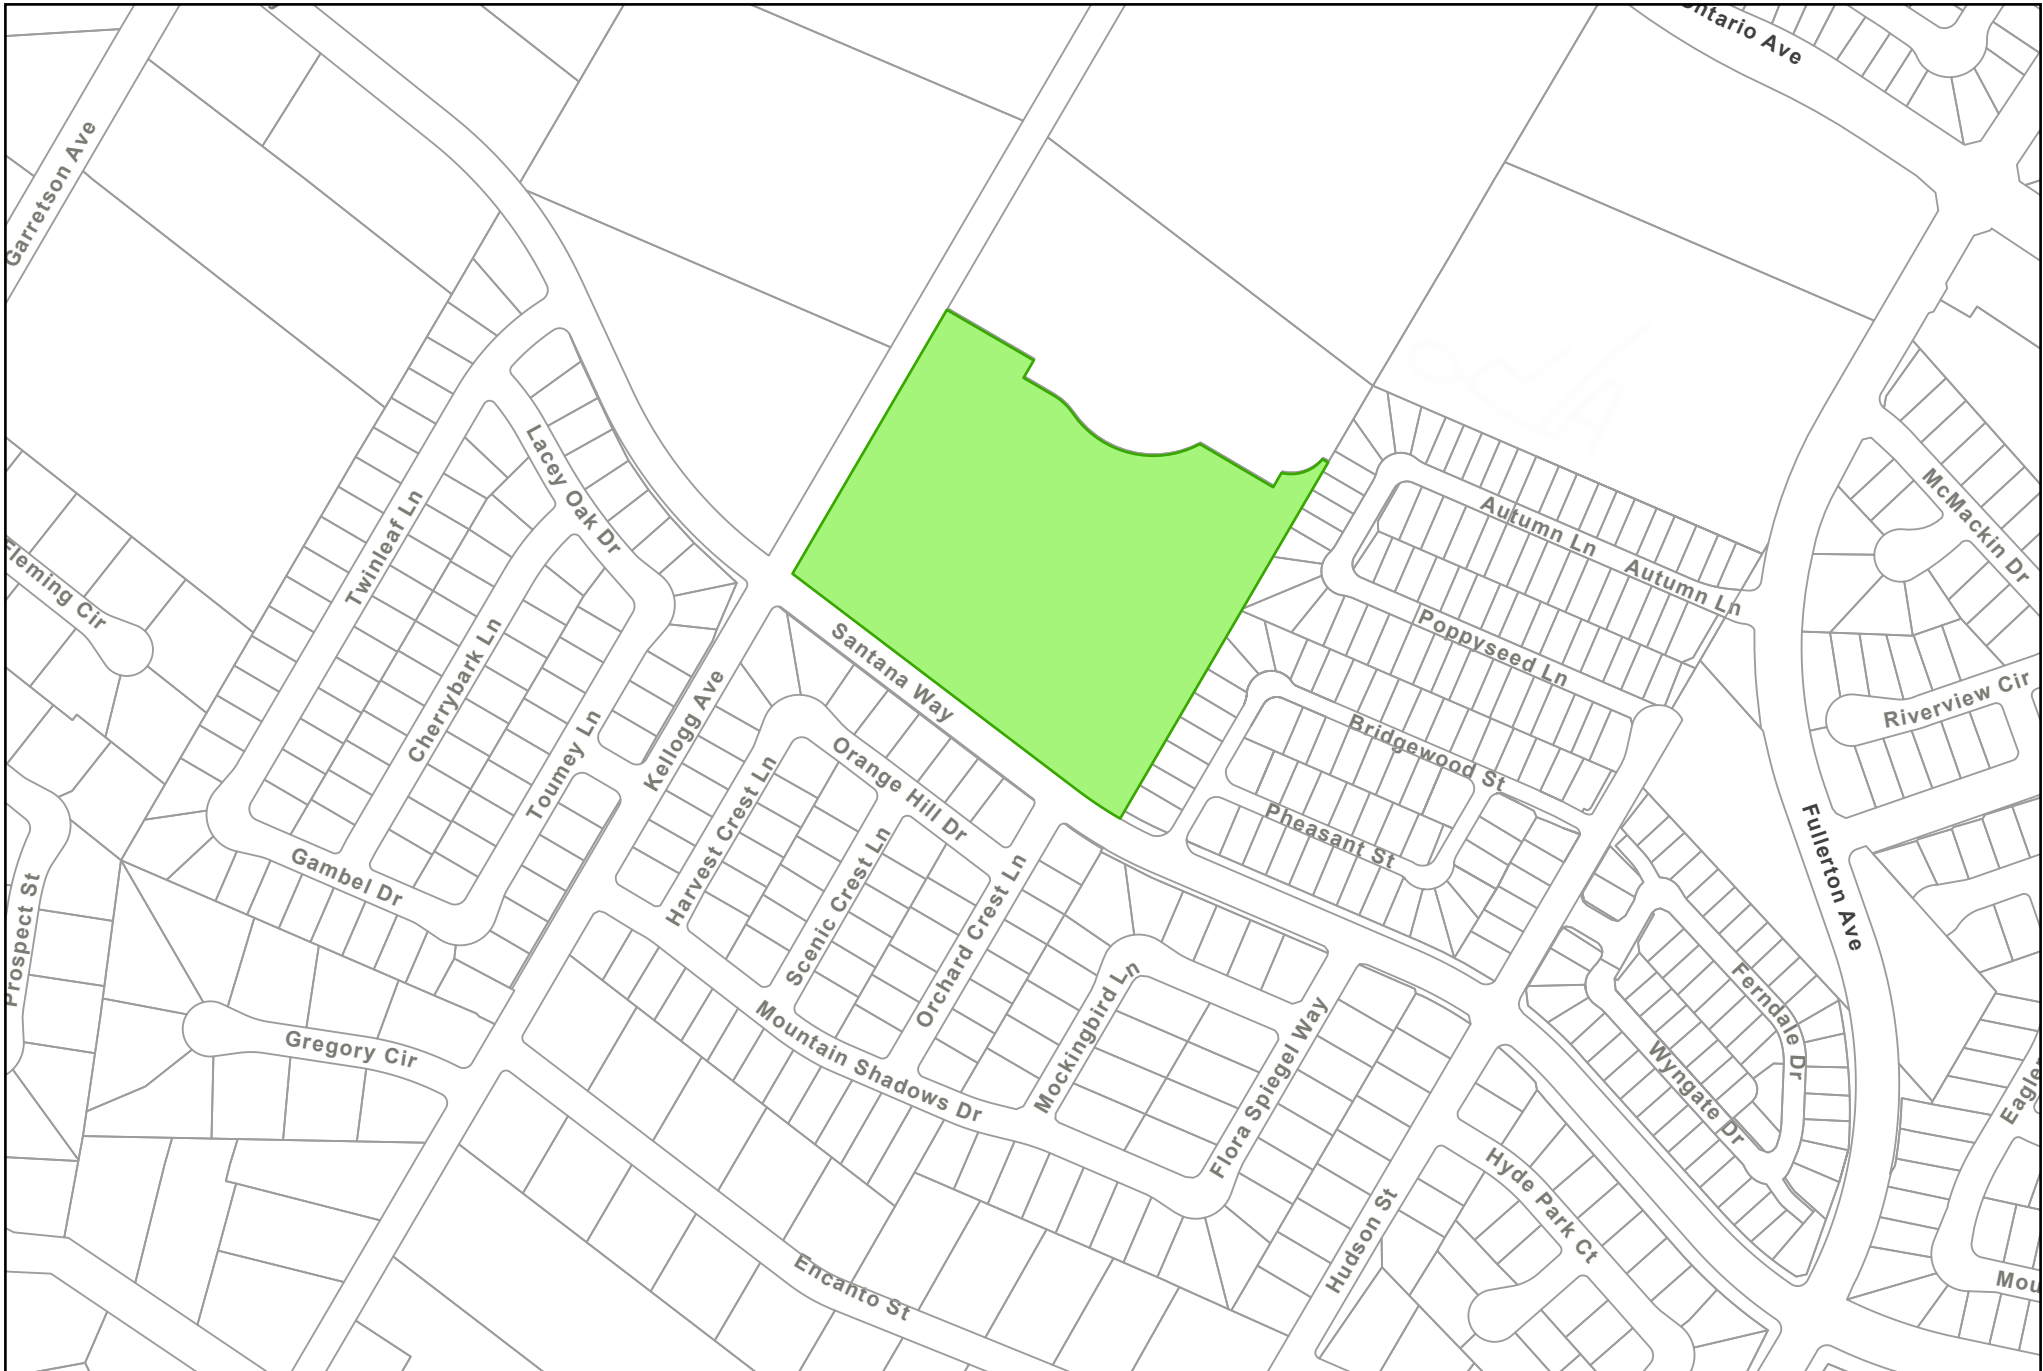 Ontario Ave
Garretson Ave
Lacey Oak Dr
McMackin Dr
Twinleaf Ln
Autumn Ln
Autumn Ln
Fleming Cir
Cherrybark Ln
Santana Way
Poppyseed Ln
Kellogg Ave
Riverview Cir
Toumey Ln
Orange Hill Dr
Bridgewood St
Harvest Crest Ln
Pheasant St
Fullerton Ave
Gambel Dr
Scenic Crest Ln
Orchard Crest Ln
Prospect St
Ferndale Dr
Mockingbird Ln
Gregory Cir
Mountain Shadows Dr
Flora Spiegel Way
Wyngate Dr
Eagle
Hyde Park Ct
Hudson St
Encanto St
Mou